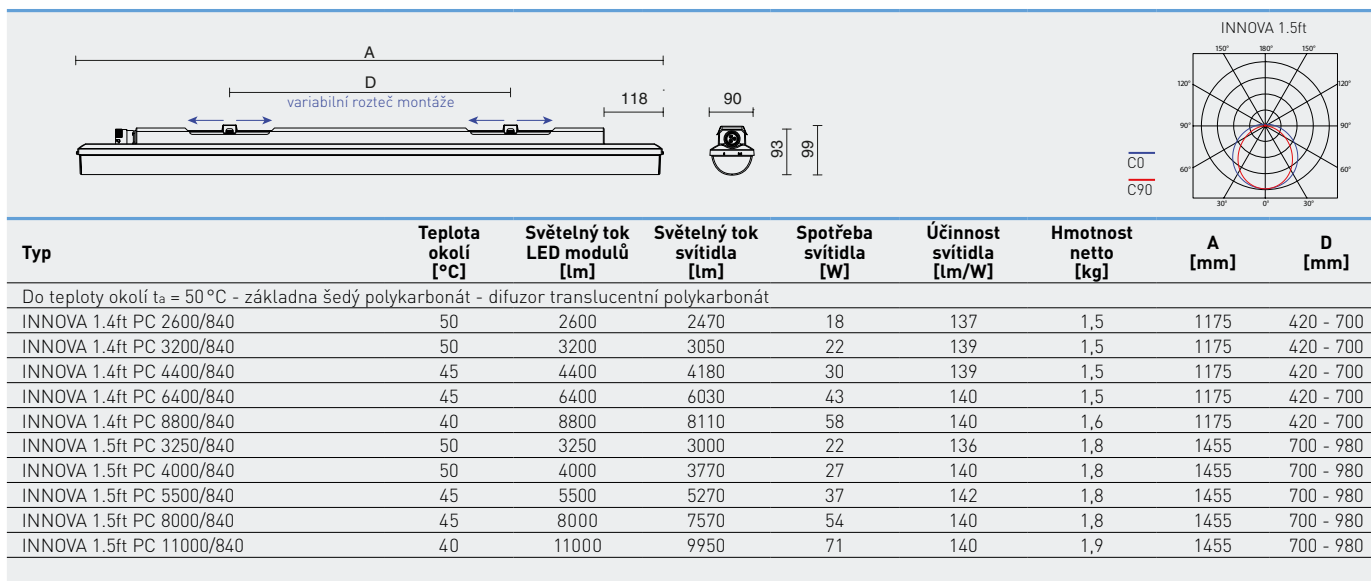 INNOVA 1.5ft
A
D
variabilní rozteč montáže
118
90
93
99
150° 180° 150°
120° 120°
90° 90°
60° 60°
30° 0° 30°
C0
C90
Typ Teplota okolí [°C] Světelný tok LED modulů [lm] Světelný tok svítidla [lm] Spotřeba svítidla [W] Účinnost svítidla [lm/W] Hmotnost netto [kg] A [mm] D [mm]
Do teploty okolí ta = 50°C - základna šedý polykarbonát - difuzor translucentní polykarbonát
INNOVA 1.4ft PC 2600/840 50 2600 2470 18 137 1,5 1175 420 - 700
INNOVA 1.4ft PC 3200/840 50 3200 3050 22 139 1,5 1175 420 - 700
INNOVA 1.4ft PC 4400/840 45 4400 4180 30 139 1,5 1175 420 - 700
INNOVA 1.4ft PC 6400/840 45 6400 6030 43 140 1,5 1175 420 - 700
INNOVA 1.4ft PC 8800/840 40 8800 8110 58 140 1,6 1175 420 - 700
INNOVA 1.5ft PC 3250/840 50 3250 3000 22 136 1,8 1455 700 - 980
INNOVA 1.5ft PC 4000/840 50 4000 3770 27 140 1,8 1455 700 - 980
INNOVA 1.5ft PC 5500/840 45 5500 5270 37 142 1,8 1455 700 - 980
INNOVA 1.5ft PC 8000/840 45 8000 7570 54 140 1,8 1455 700 - 980
INNOVA 1.5ft PC 11000/840 40 11000 9950 71 140 1,9 1455 700 - 980